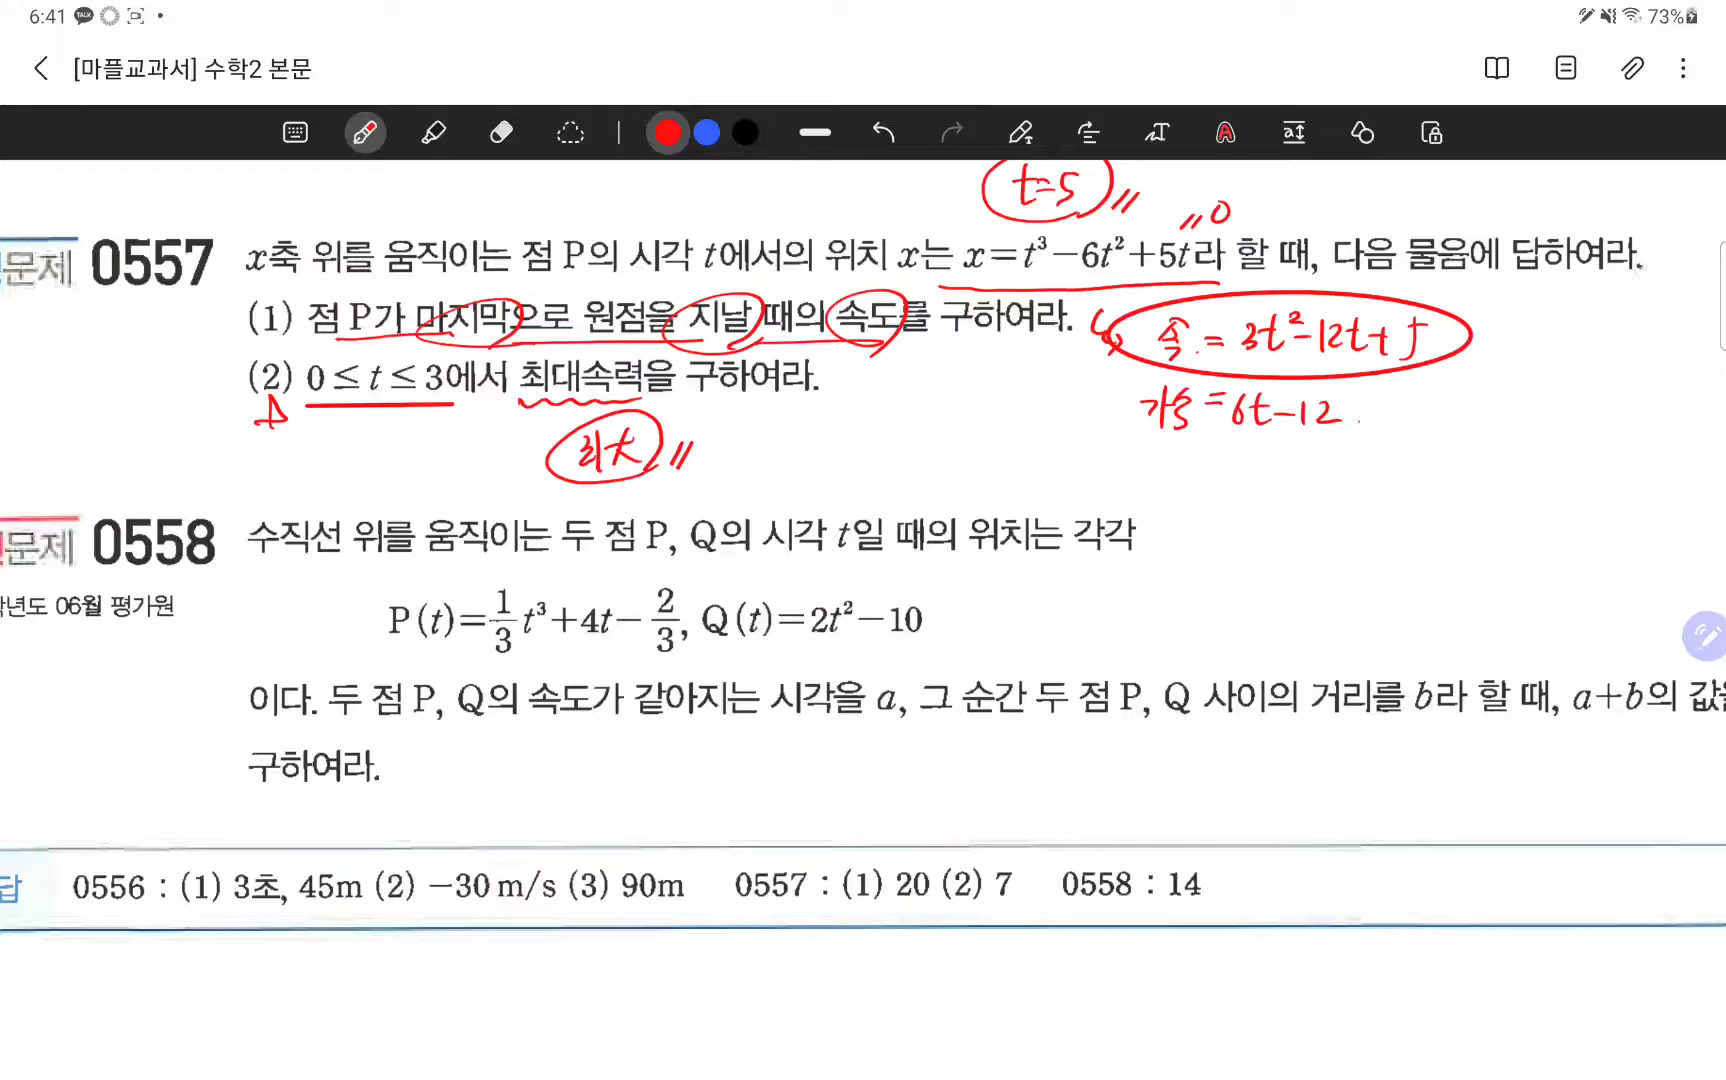 6:41 TALK 73%
[마플교과서] 수학2 본문
t=5
0
문제 0557 x축 위를 움직이는 점 P의 시각 t에서의 위치 x는 x=t³-6t²+5t라 할 때, 다음 물음에 답하여라.
(1) 점 P가 마지막으로 원점을 지날 때의 속도를 구하여라.
속 = 3t²-12t+5
(2) 0≤t≤3에서 최대속력을 구하여라.
가속=6t-12
최大
문제 0558 수직선 위를 움직이는 두 점 P, Q의 시각 t일 때의 위치는 각각
년도 06월 평가원
P(t)=1/3 t³+4t-2/3, Q(t)=2t²-10
이다. 두 점 P, Q의 속도가 같아지는 시각을 a, 그 순간 두 점 P, Q 사이의 거리를 b라 할 때, a+b의 값을
구하여라.
답 0556 : (1) 3초, 45m (2) -30 m/s (3) 90m 0557 : (1) 20 (2) 7 0558 : 14